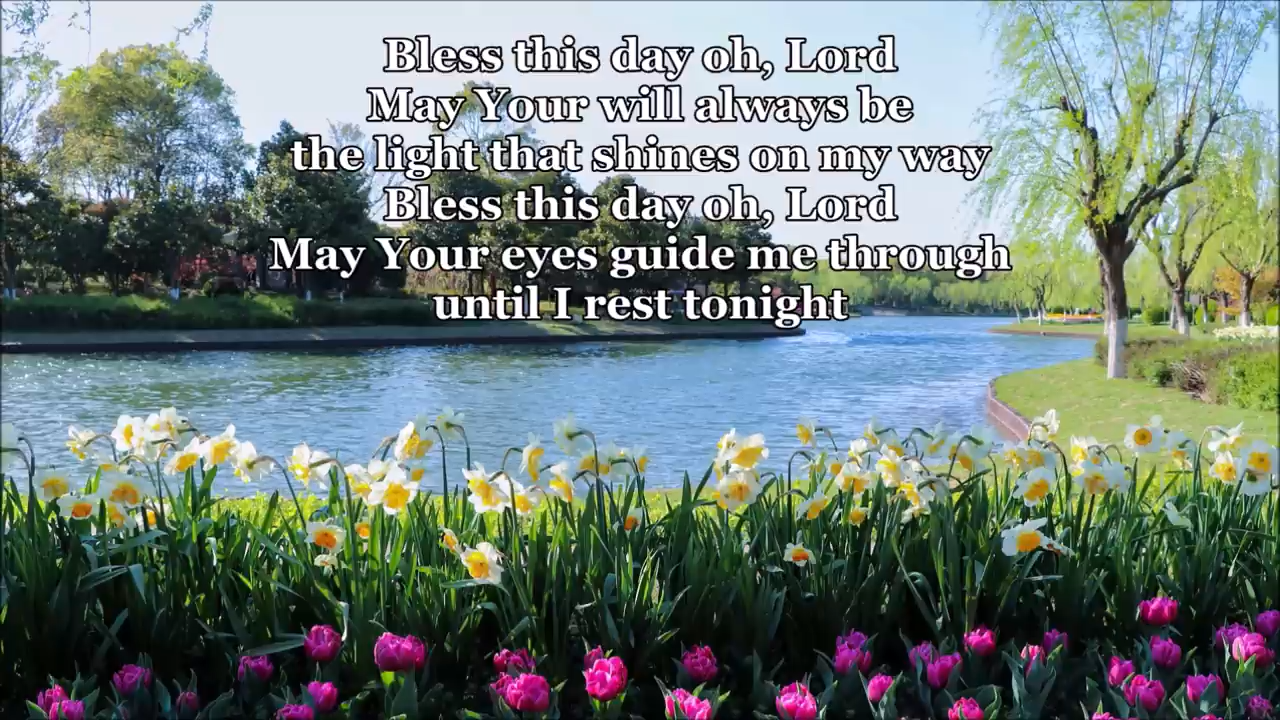 Bless this day oh, Lord
May Your will always be
the light that shines on my way
Bless this day oh, Lord
May Your eyes guide me through
until I rest tonight